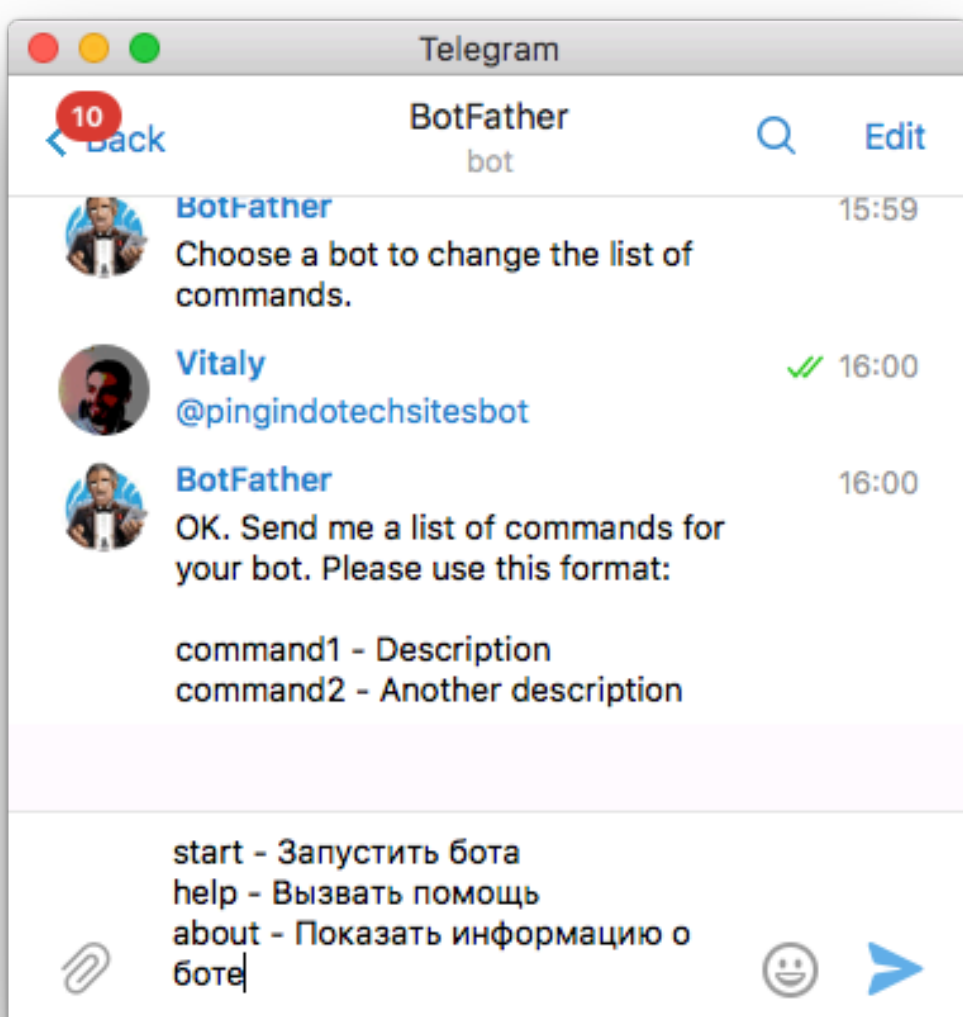 Telegram
10
Back
BotFather
Edit
bot
BotFather 15:59
Choose a bot to change the list of
commands.
Vitaly 16:00
@pingindotechsitesbot
BotFather 16:00
OK. Send me a list of commands for
your bot. Please use this format:
command1 - Description
command2 - Another description
start - Запустить бота
help - Вызвать помощь
about - Показать информацию о
боте